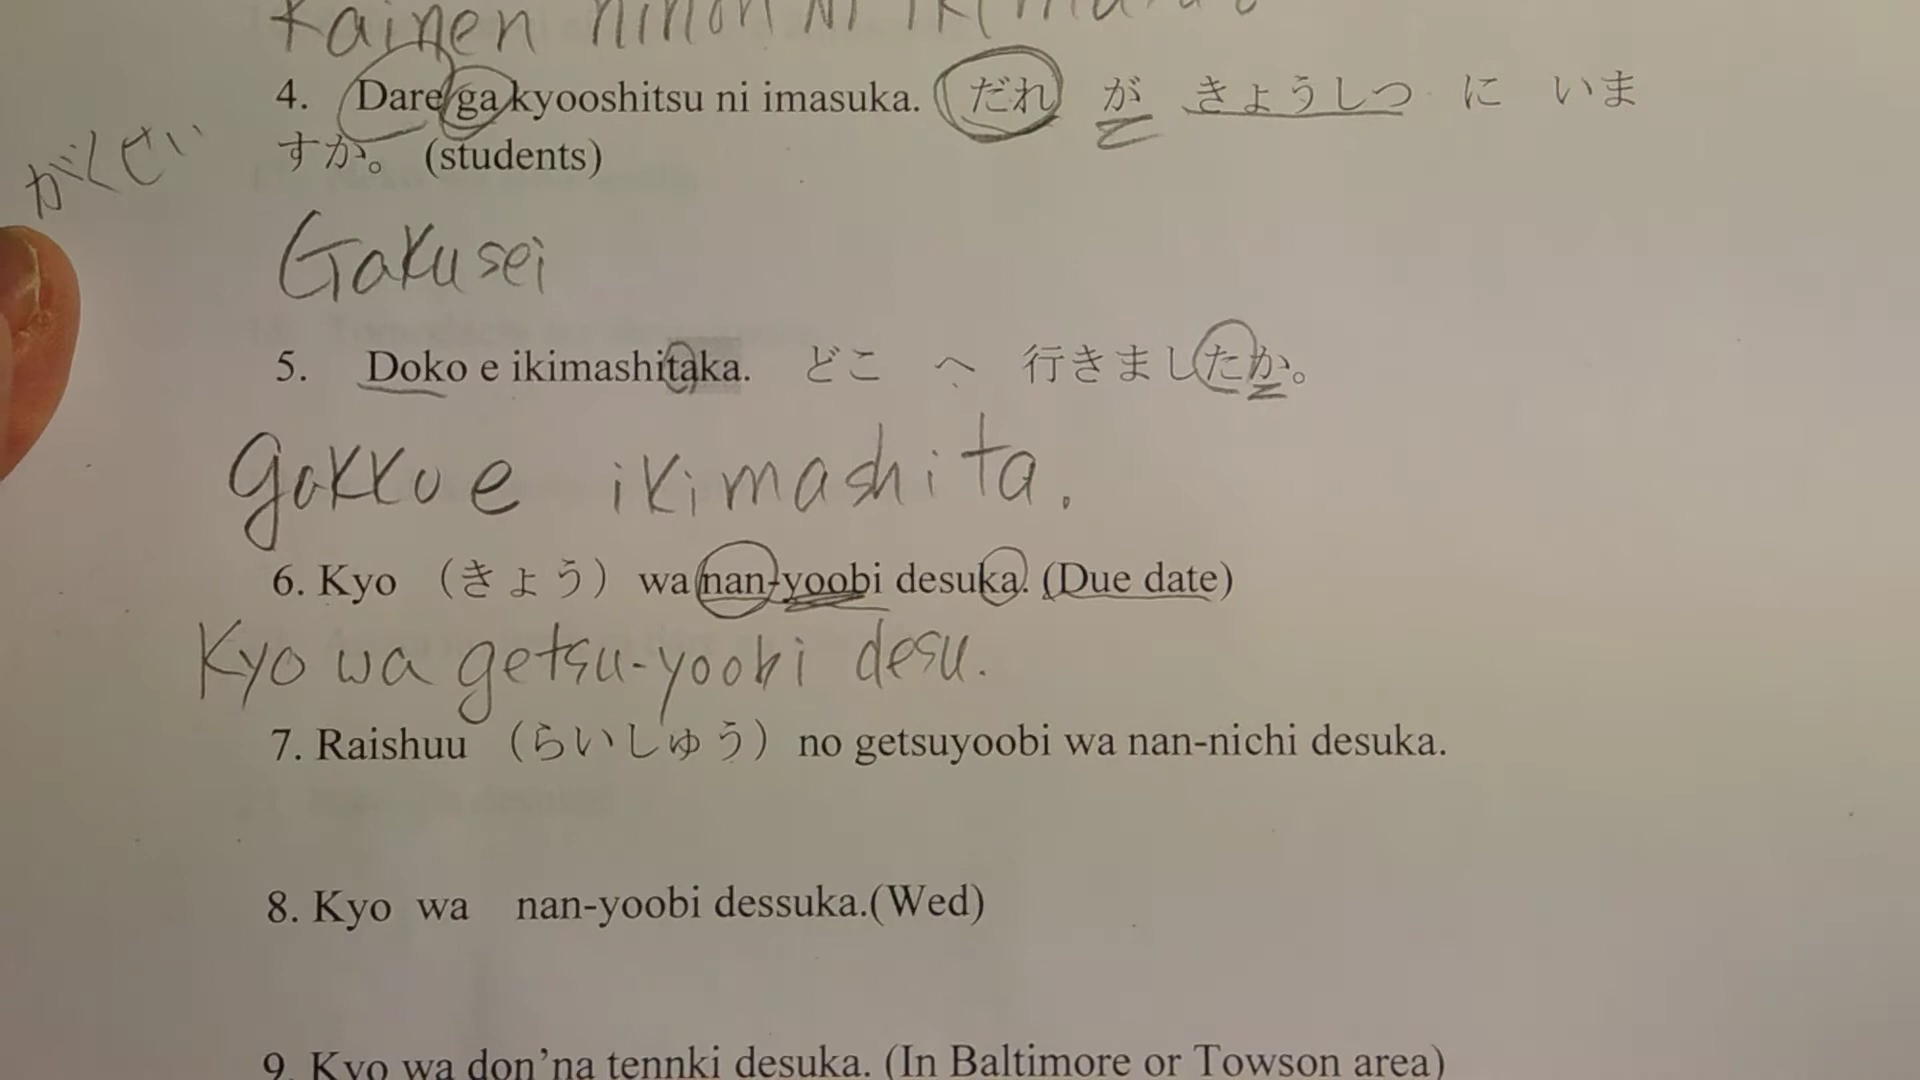 4. Dare ga kyooshitsu ni imasuka. だれ が きょうしつ に いま
すか。 (students)
がくせい
Gakusei
5. Doko e ikimashitaka. どこ へ 行きましたか。
gakko e ikimashita.
6. Kyo （きょう） wa nan-yoobi desuka. (Due date)
Kyo wa getsu-yoobi desu.
7. Raishuu （らいしゅう） no getsuyoobi wa nan-nichi desuka.
8. Kyo wa nan-yoobi dessuka.(Wed)
9. Kyo wa don'na tennki desuka. (In Baltimore or Towson area)